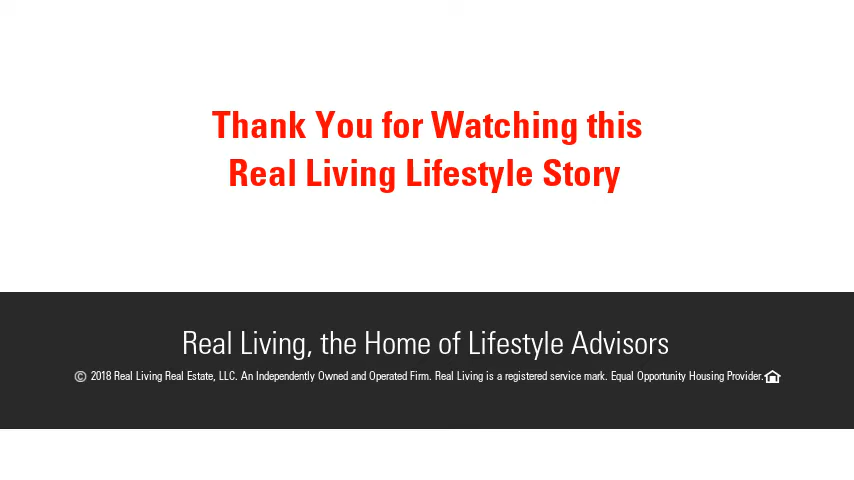 Thank You for Watching this
Real Living Lifestyle Story
Real Living, the Home of Lifestyle Advisors
© 2018 Real Living Real Estate, LLC. An Independently Owned and Operated Firm. Real Living is a registered service mark. Equal Opportunity Housing Provider.